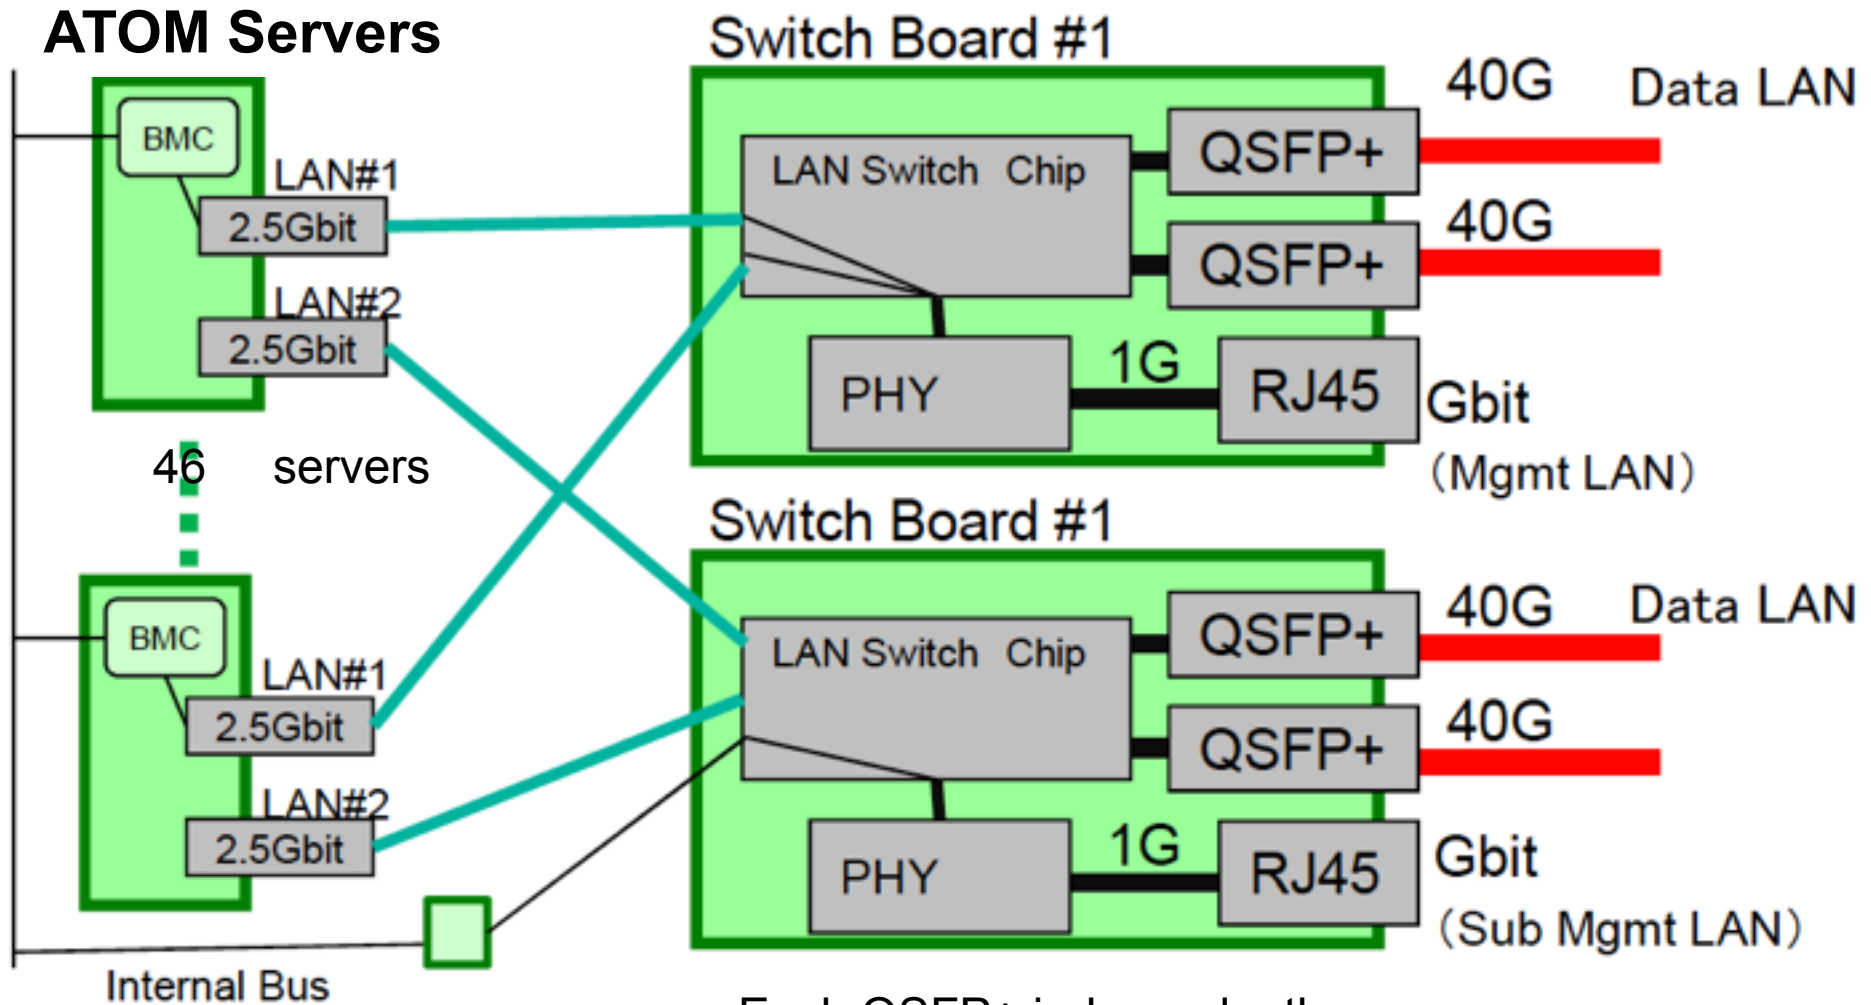 ATOM Servers
BMC
LAN#1
2.5Gbit
LAN#2
2.5Gbit
46 servers
BMC
LAN#1
2.5Gbit
LAN#2
2.5Gbit
Internal Bus
Switch Board #1
LAN Switch Chip
QSFP+
40G
Data LAN
QSFP+
40G
PHY
1G
RJ45
Gbit
(Mgmt LAN)
Switch Board #1
LAN Switch Chip
QSFP+
40G
Data LAN
QSFP+
40G
PHY
1G
RJ45
Gbit
(Sub Mgmt LAN)